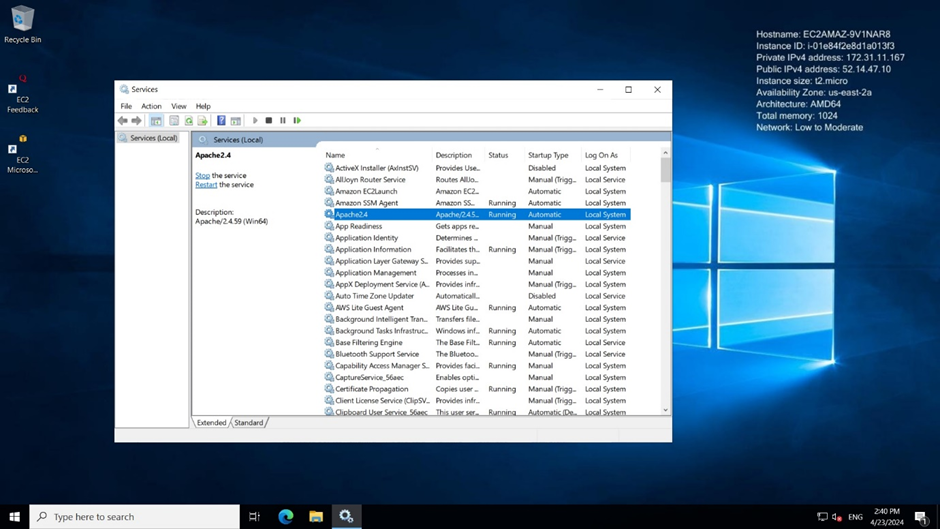 Recycle Bin
EC2
Feedback
EC2
Microso...
Hostname: EC2AMAZ-9V1NAR8
Instance ID: i-01e84f2e8d1a013f3
Private IPv4 address: 172.31.11.167
Public IPv4 address: 52.14.47.10
Instance size: t2.micro
Availability Zone: us-east-2a
Architecture: AMD64
Total memory: 1024
Network: Low to Moderate
Services
File Action View Help
Services (Local)
Services (Local)
Apache2.4
Stop the service
Restart the service
Description:
Apache/2.4.59 (Win64)
Name Description Status Startup Type Log On As
ActiveX Installer (AxInstSV) Provides Use... Disabled Local System
AllJoyn Router Service Routes AllJo... Manual (Trigg... Local Service
Amazon EC2Launch Amazon EC2... Automatic Local System
Amazon SSM Agent Amazon SS... Running Automatic Local System
Apache2.4 Apache/2.4.5... Running Automatic Local System
App Readiness Gets apps re... Manual Local System
Application Identity Determines ... Manual (Trigg... Local Service
Application Information Facilitates th... Running Manual (Trigg... Local System
Application Layer Gateway S... Provides sup... Manual Local Service
Application Management Processes in... Manual Local System
AppX Deployment Service (A... Provides infr... Manual (Trigg... Local System
Auto Time Zone Updater Automaticall... Disabled Local Service
AWS Lite Guest Agent AWS Lite Gu... Running Automatic Local System
Background Intelligent Tran... Transfers file... Manual Local System
Background Tasks Infrastruc... Windows inf... Running Automatic Local System
Base Filtering Engine The Base Filt... Running Automatic Local Service
Bluetooth Support Service The Bluetoo... Manual (Trigg... Local Service
Capability Access Manager S... Provides faci... Running Manual Local System
CaptureService_56aec Enables opti... Manual Local System
Certificate Propagation Copies user ... Running Manual (Trigg... Local System
Client License Service (ClipSV... Provides infr... Manual (Trigg... Local System
Clipboard User Service_56aec This user ser... Running Automatic (De... Local System
Extended Standard
Type here to search
ENG
2:40 PM
4/23/2024
1